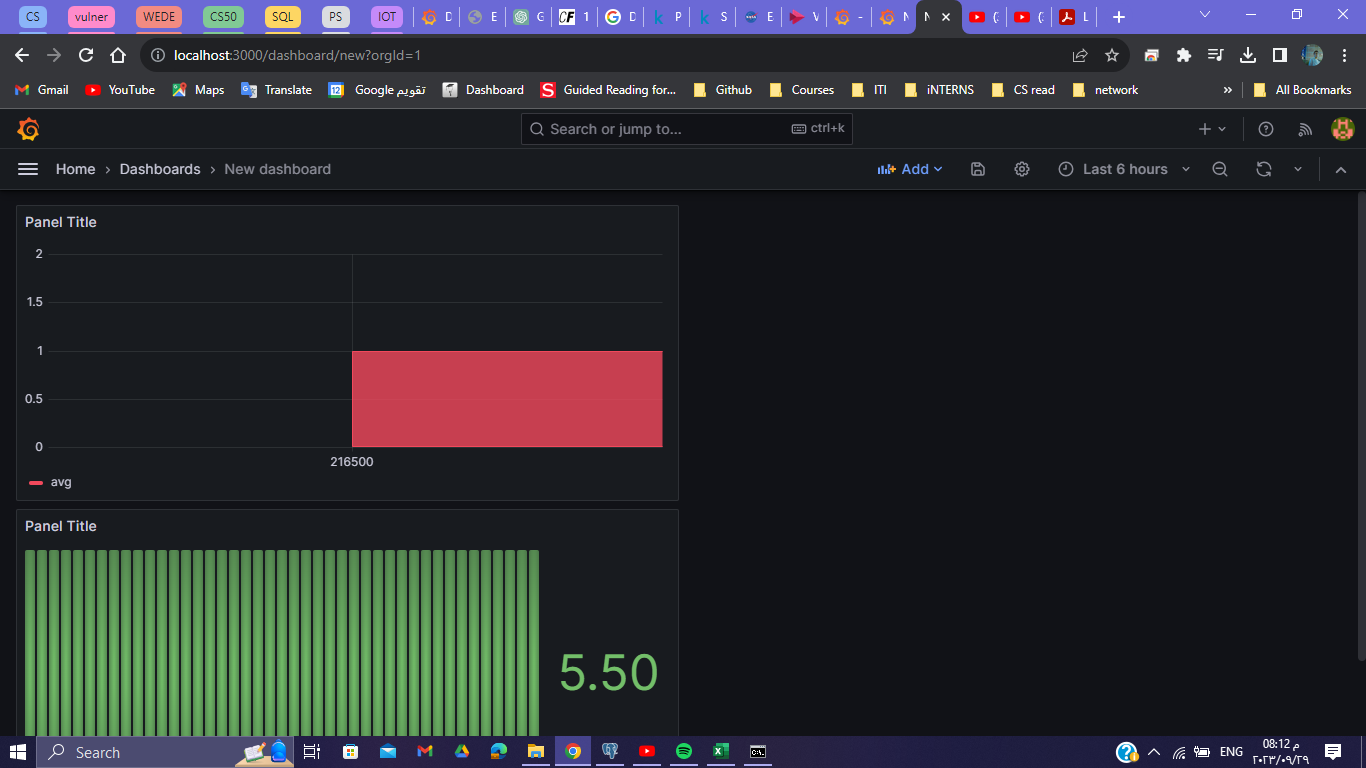 CS vulner WEDE CS50 SQL PS IOT D E G CF 1 G D k P k S E V - N N (: (: L
localhost:3000/dashboard/new?orgId=1
Gmail YouTube Maps Translate 12 Google تقويم Dashboard S Guided Reading for... Github Courses ITI iNTERNS CS read network » All Bookmarks
Search or jump to... ctrl+k
Home › Dashboards › New dashboard Add Last 6 hours
Panel Title
2
1.5
1
0.5
0
216500
avg
Panel Title
5.50
Search ENG 08:12 م
٢٠٢٣/٠٩/٢٩